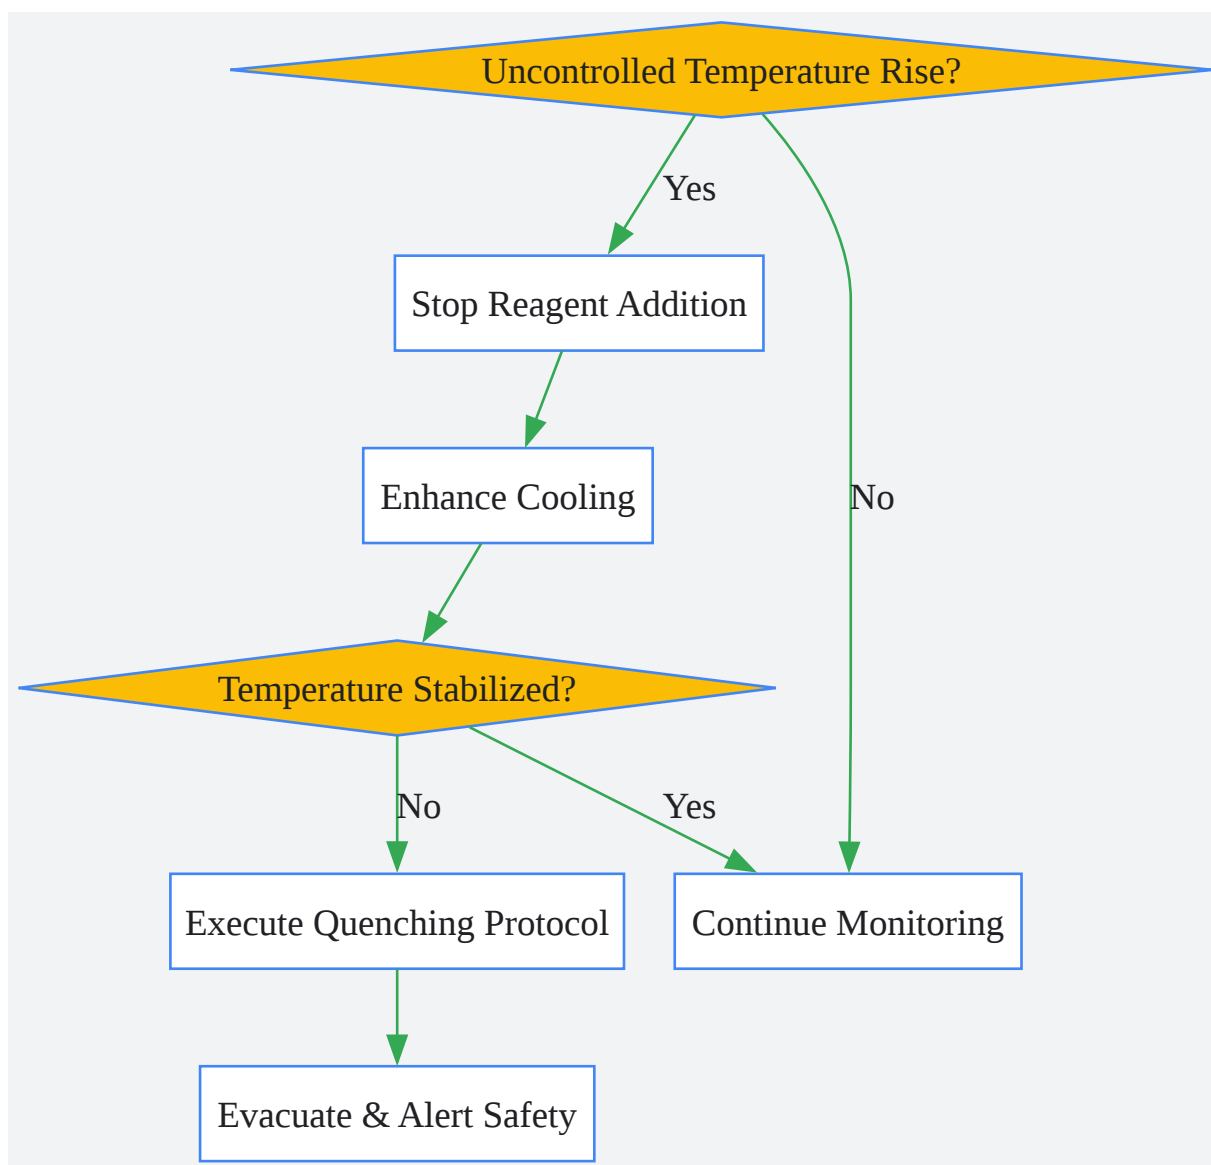 Uncontrolled Temperature Rise?
Yes
Stop Reagent Addition
Enhance Cooling
No
Temperature Stabilized?
No
Yes
Execute Quenching Protocol
Continue Monitoring
Evacuate & Alert Safety